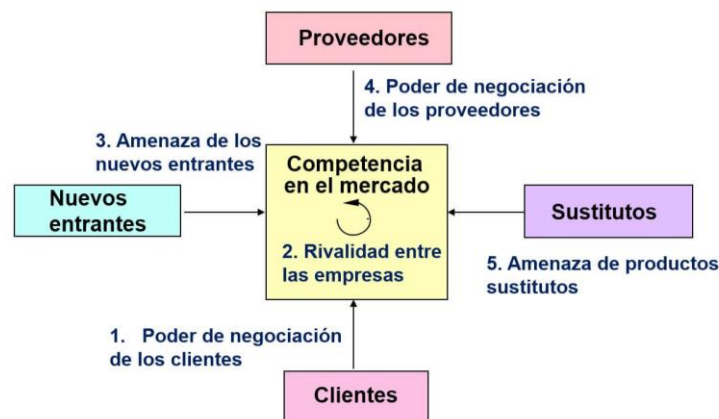 Proveedores
4. Poder de negociación
de los proveedores
3. Amenaza de los
nuevos entrantes
Competencia
en el mercado
Nuevos
entrantes
Sustitutos
2. Rivalidad entre
las empresas
5. Amenaza de productos
sustitutos
1. Poder de negociación
de los clientes
Clientes